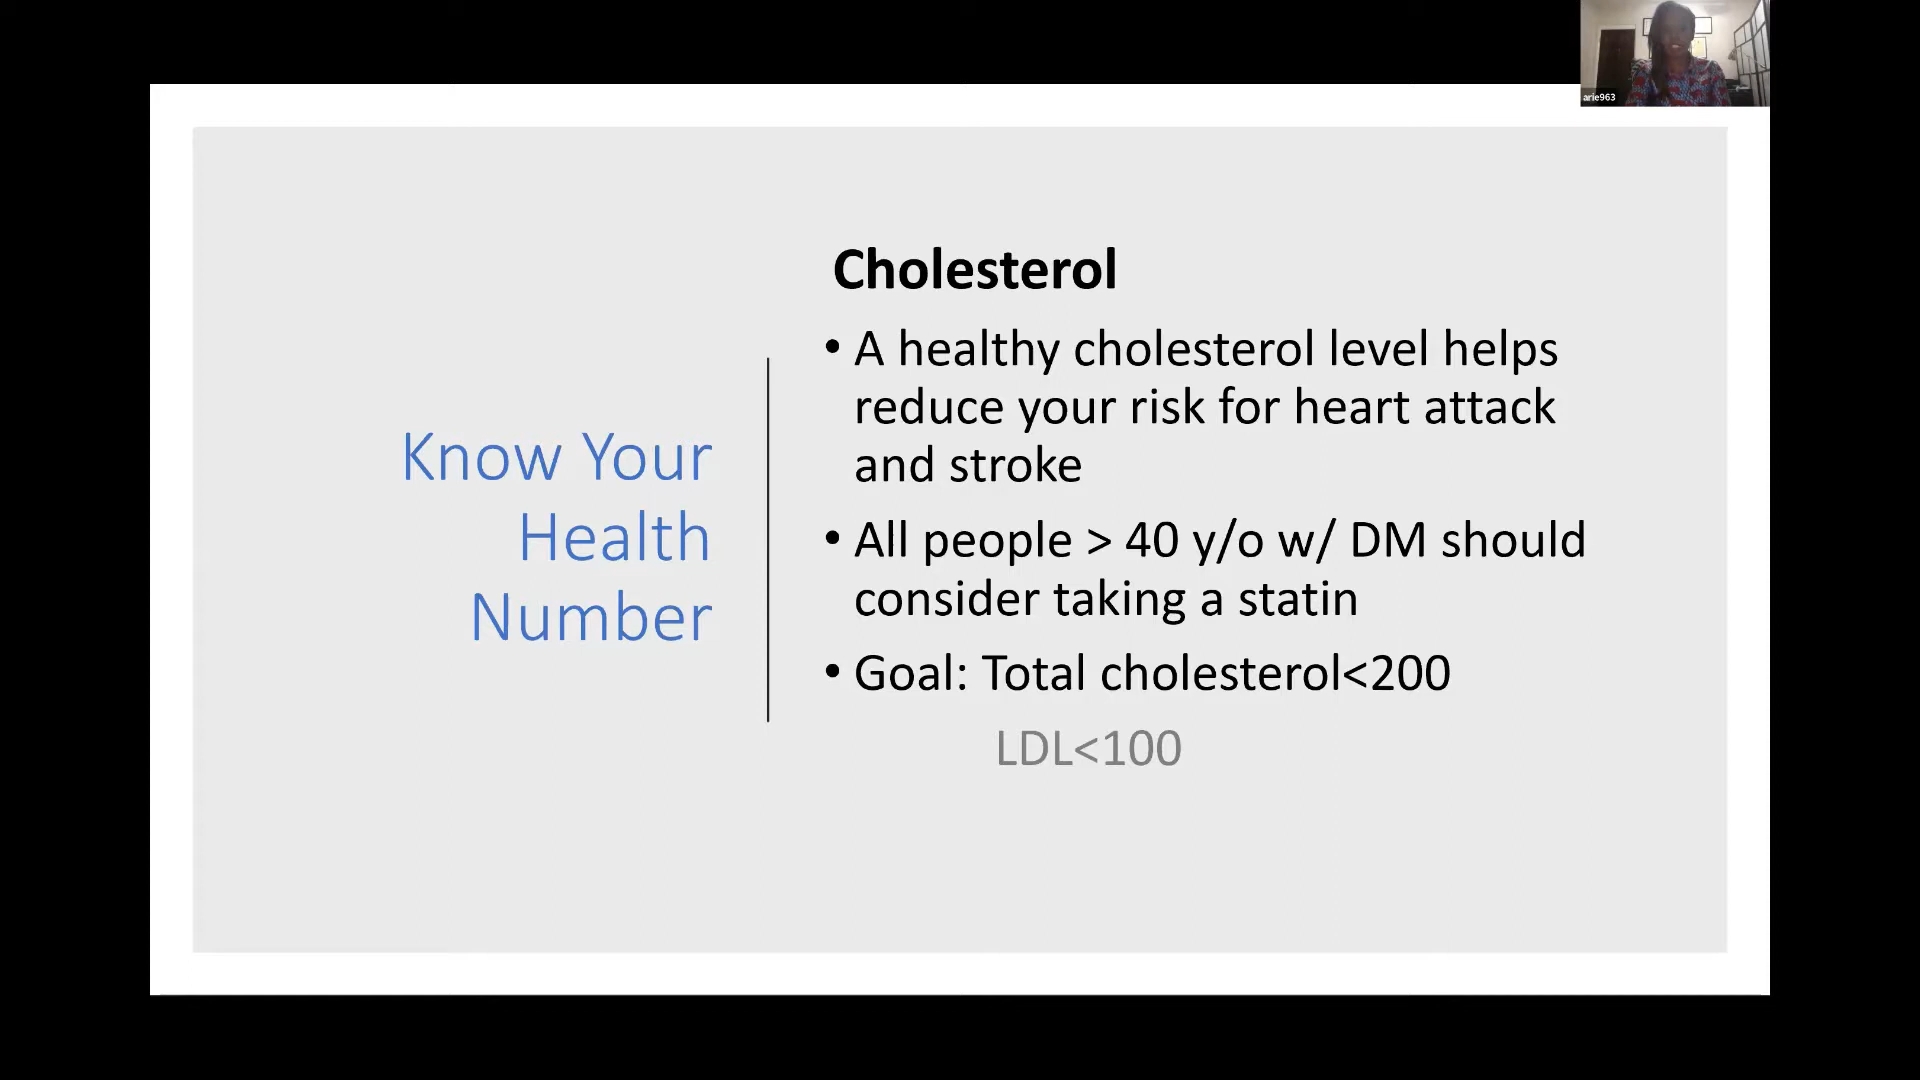 arie963
Know Your
Health
Number
Cholesterol
• A healthy cholesterol level helps
reduce your risk for heart attack
and stroke
• All people > 40 y/o w/ DM should
consider taking a statin
• Goal: Total cholesterol<200
LDL<100